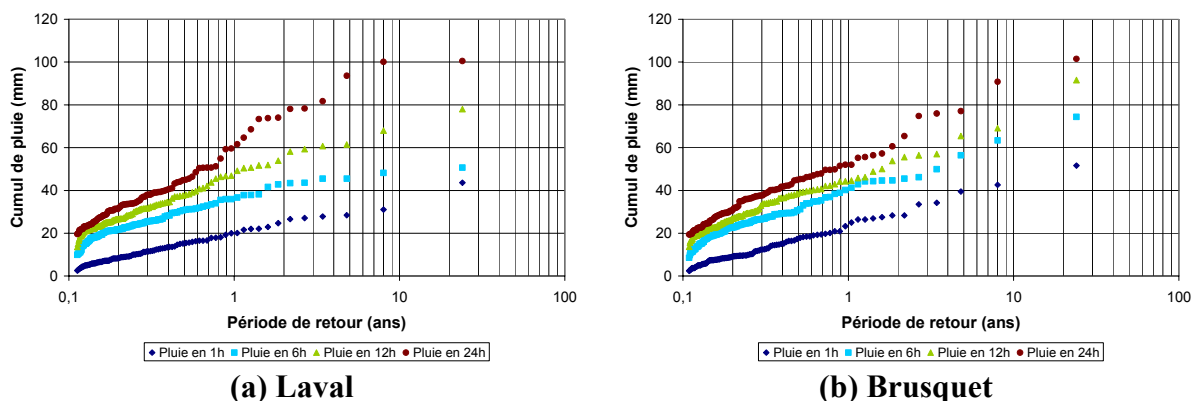 Cumul de pluie (mm)
120
100
80
60
40
20
0
0,1 1 10 100
Période de retour (ans)
Pluie en 1h Pluie en 6h Pluie en 12h Pluie en 24h
(a) Laval
Cumul de pluie (mm)
120
100
80
60
40
20
0
0,1 1 10 100
Période de retour (ans)
Pluie en 1h Pluie en 6h Pluie en 12h Pluie en 24h
(b) Brusquet